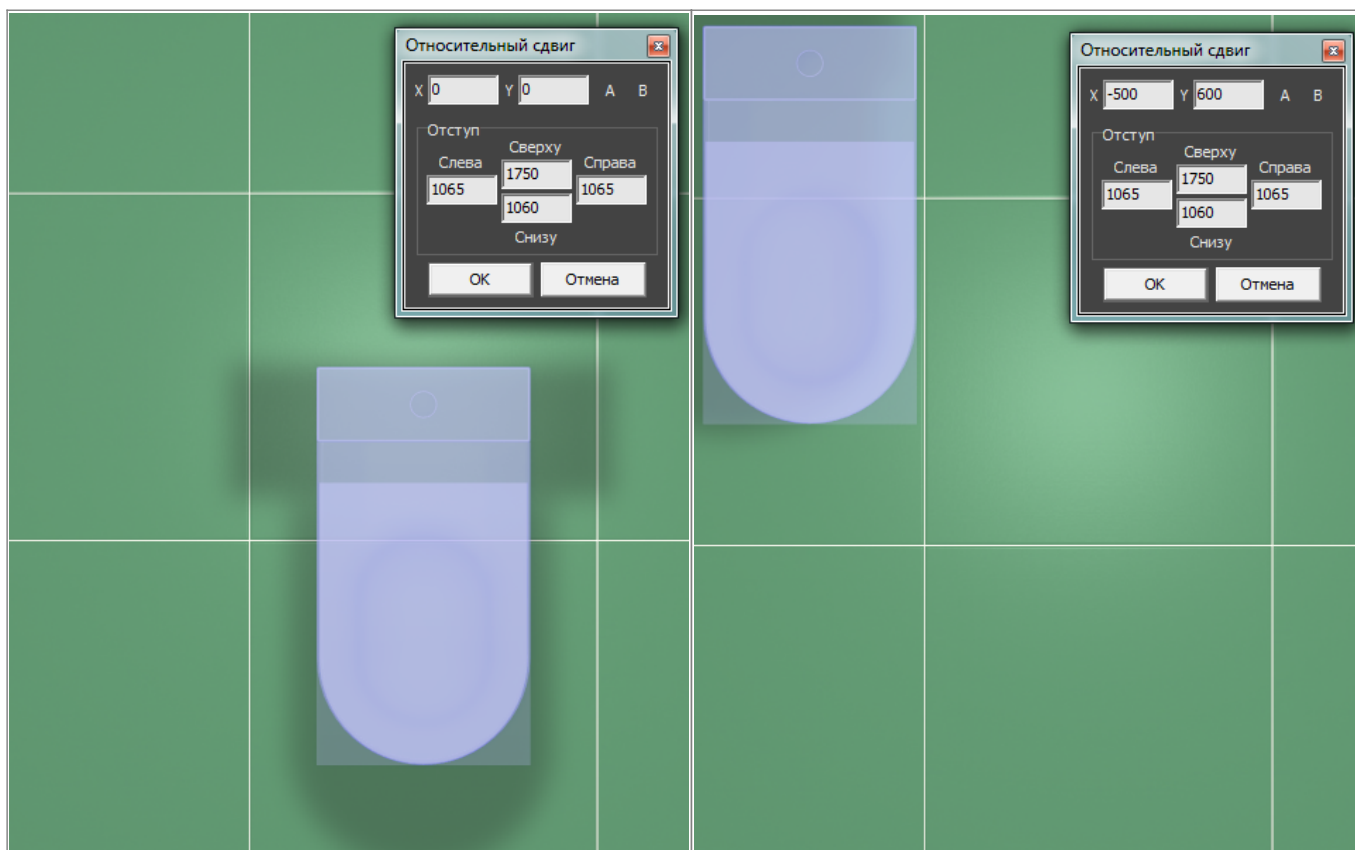 Относительный сдвиг
X 0 Y 0 A B
Отступ
Сверху
Слева 1750 Справа
1065 1060 1065
Снизу
OK Отмена
Относительный сдвиг
X -500 Y 600 A B
Отступ
Сверху
Слева 1750 Справа
1065 1060 1065
Снизу
OK Отмена